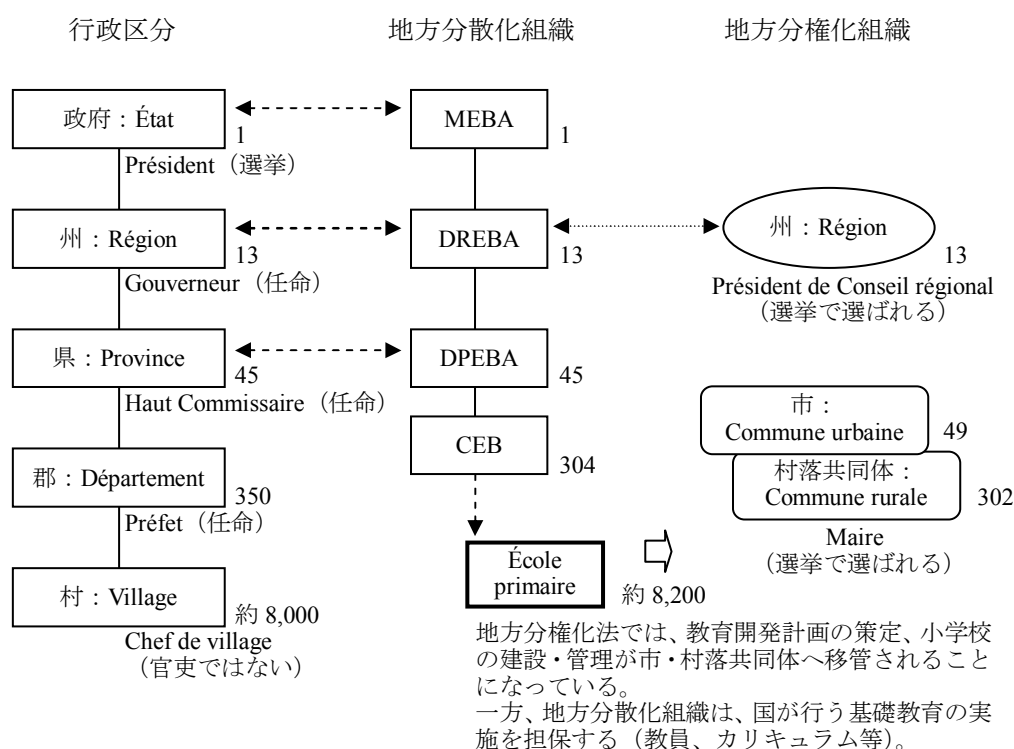 行政区分
地方分散化組織
地方分権化組織
政府：État
1
Président（選挙）
州：Région
13
Gouverneur（任命）
県：Province
45
Haut Commissaire（任命）
郡：Département
350
Préfet（任命）
村：Village
約 8,000
Chef de village
（官吏ではない）
MEBA
1
DREBA
13
DPEBA
45
CEB
304
École
primaire
約 8,200
州：Région
13
Président de Conseil régional
（選挙で選ばれる）
市：
Commune urbaine
49
村落共同体：
Commune rurale
302
Maire
（選挙で選ばれる）
地方分権化法では、教育開発計画の策定、小学校
の建設・管理が市・村落共同体へ移管されること
になっている。
一方、地方分散化組織は、国が行う基礎教育の実
施を担保する（教員、カリキュラム等）。